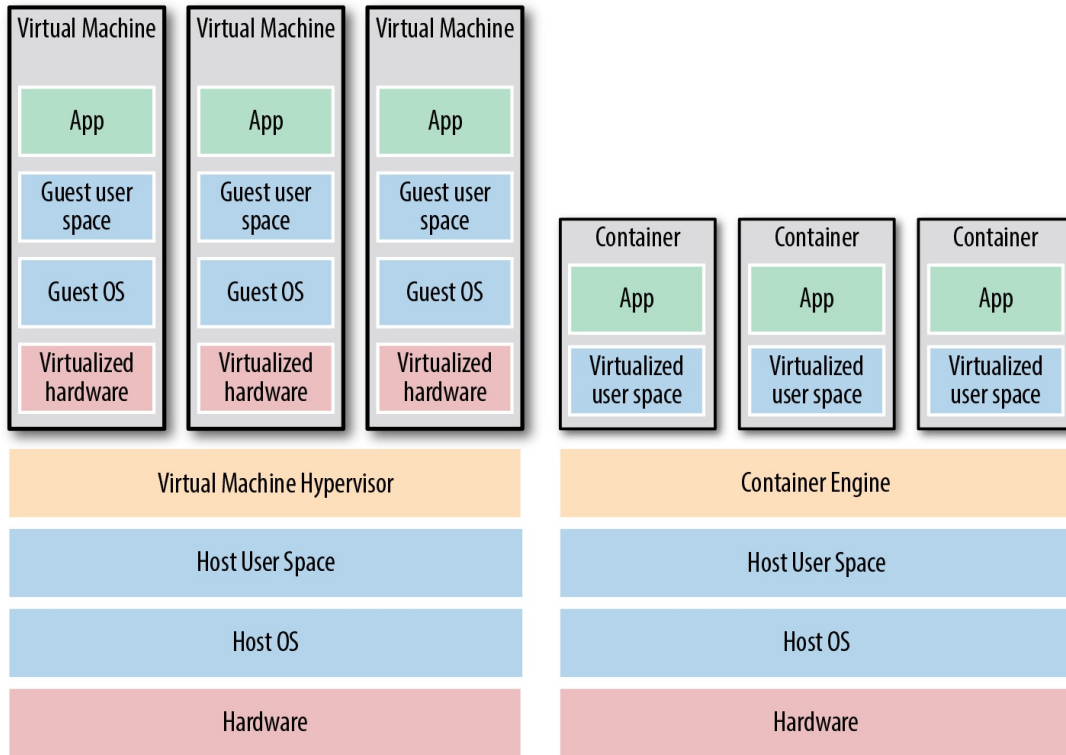 Virtual Machine
App
Guest user
space
Guest OS
Virtualized
hardware
Virtual Machine
App
Guest user
space
Guest OS
Virtualized
hardware
Virtual Machine
App
Guest user
space
Guest OS
Virtualized
hardware
Virtual Machine Hypervisor
Host User Space
Host OS
Hardware
Container
App
Virtualized
user space
Container
App
Virtualized
user space
Container
App
Virtualized
user space
Container Engine
Host User Space
Host OS
Hardware